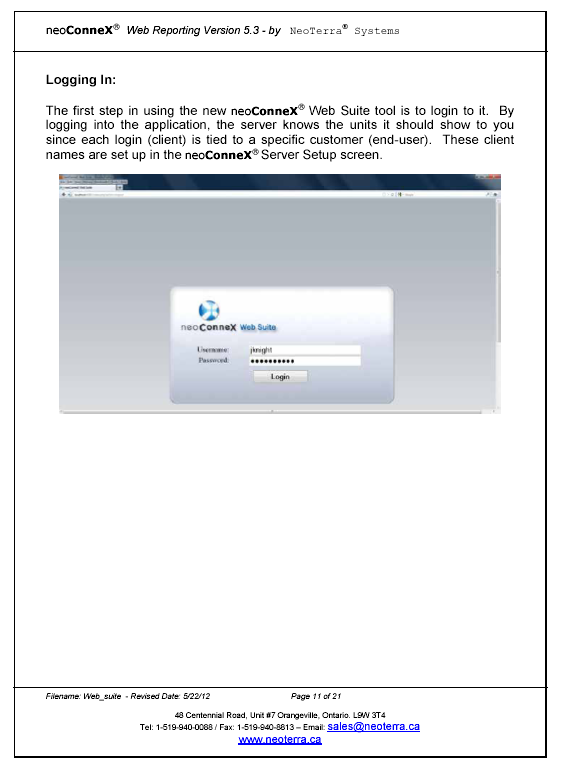 neoConneX® Web Reporting Version 5.3 - by NeoTerra® Systems
Logging In:
The first step in using the new neoConneX® Web Suite tool is to login to it. By
logging into the application, the server knows the units it should show to you
since each login (client) is tied to a specific customer (end-user). These client
names are set up in the neoConneX® Server Setup screen.
neoConneX Web Suite
Username: jknight
Password: ●●●●●●●●●●
Login
Filename: Web_suite - Revised Date: 5/22/12 Page 11 of 21
48 Centennial Road, Unit #7 Orangeville, Ontario. L9W 3T4
Tel: 1-519-940-0088 / Fax: 1-519-940-8813 – Email: sales@neoterra.ca
www.neoterra.ca